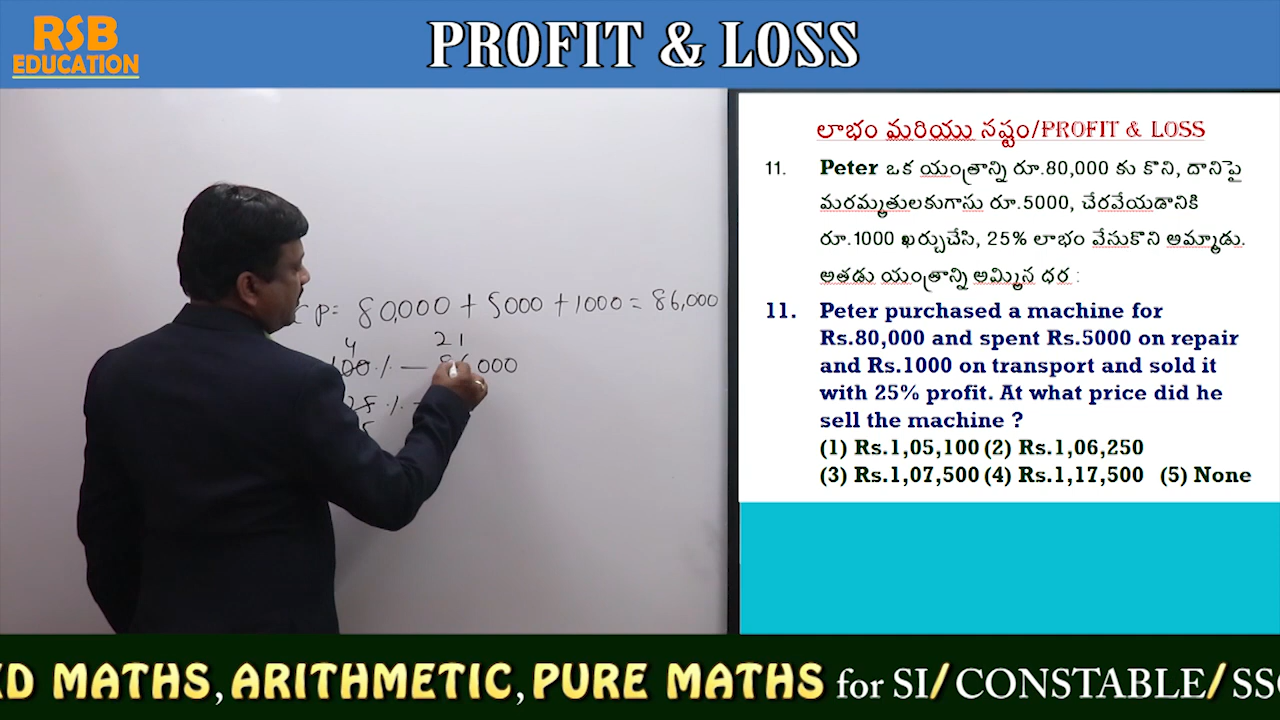 RSB
EDUCATION
PROFIT & LOSS
లాభం మరియు నష్టం/PROFIT & LOSS
11. Peter ఒక యంత్రాన్ని రూ.80,000 కు కొని, దానిపై
మరమ్మతులకుగాను రూ.5000, చేరవేయడానికి
రూ.1000 ఖర్చుచేసి, 25% లాభం వేసుకొని అమ్మాడు.
అతడు యంత్రాన్ని అమ్మిన ధర :
11. Peter purchased a machine for
Rs.80,000 and spent Rs.5000 on repair
and Rs.1000 on transport and sold it
with 25% profit. At what price did he
sell the machine ?
(1) Rs.1,05,100 (2) Rs.1,06,250
(3) Rs.1,07,500 (4) Rs.1,17,500 (5) None
CP= 80,000 + 5000 + 1000 = 86,000
4 21
100% — 86,000
MATHS, ARITHMETIC, PURE MATHS for SI/CONSTABLE/